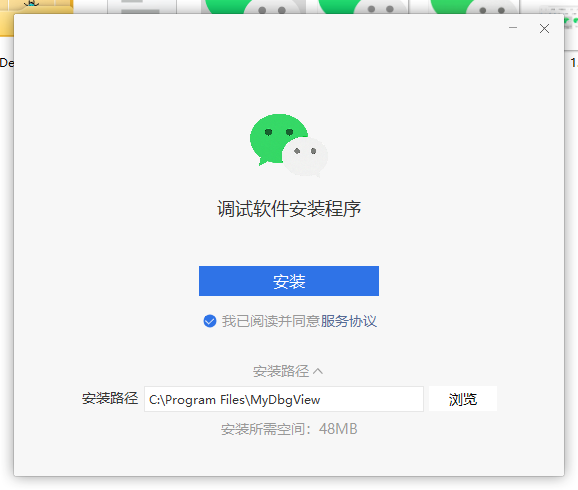 De
1
调试软件安装程序
安装
我已阅读并同意服务协议
安装路径
安装路径 C:\Program Files\MyDbgView 浏览
安装所需空间：48MB